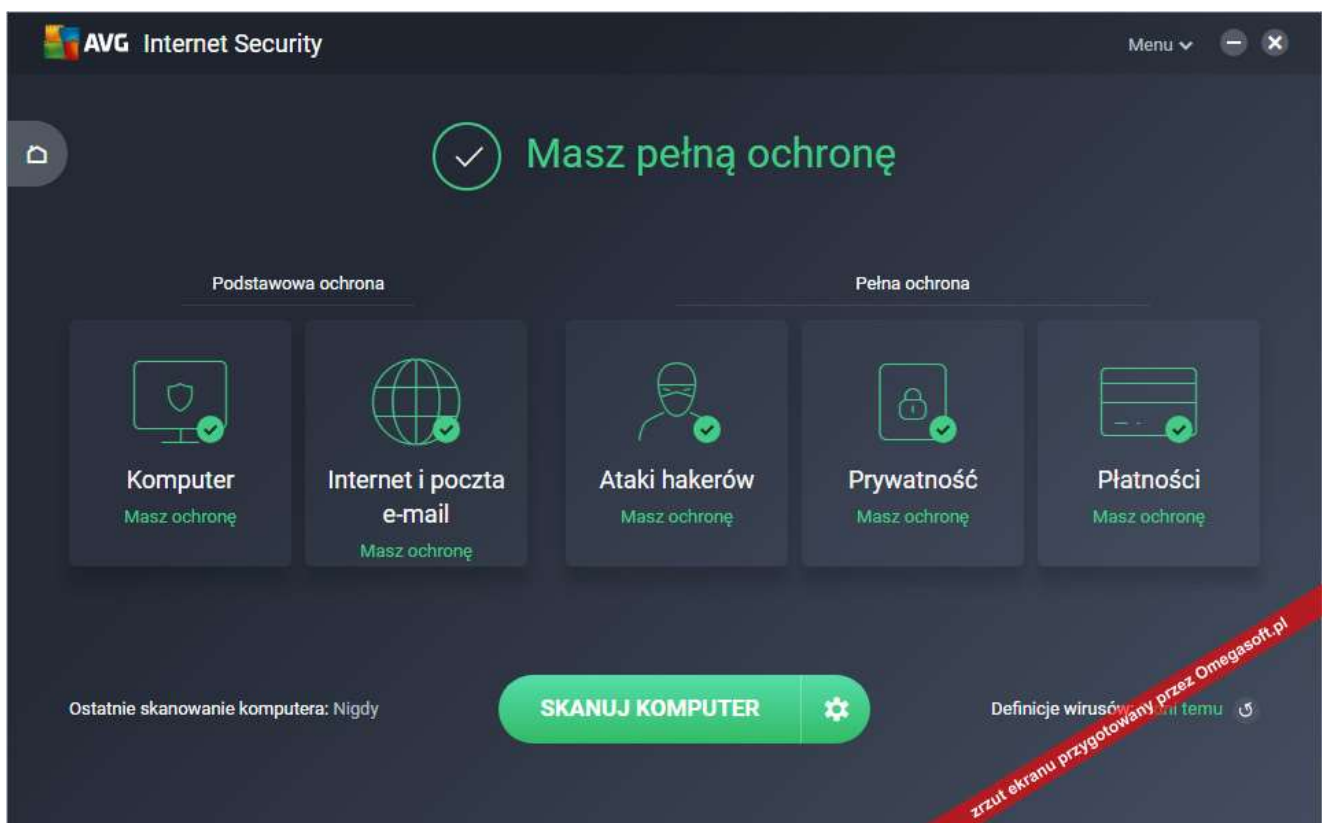 AVG Internet Security
Menu
Masz pełną ochronę
Podstawowa ochrona
Pełna ochrona
Komputer
Masz ochronę
Internet i poczta
e-mail
Masz ochronę
Ataki hakerów
Masz ochronę
Prywatność
Masz ochronę
Płatności
Masz ochronę
Ostatnie skanowanie komputera: Nigdy
SKANUJ KOMPUTER
Definicje wirusów: temu
zrzut ekranu przygotowany przez Omegasoft.pl